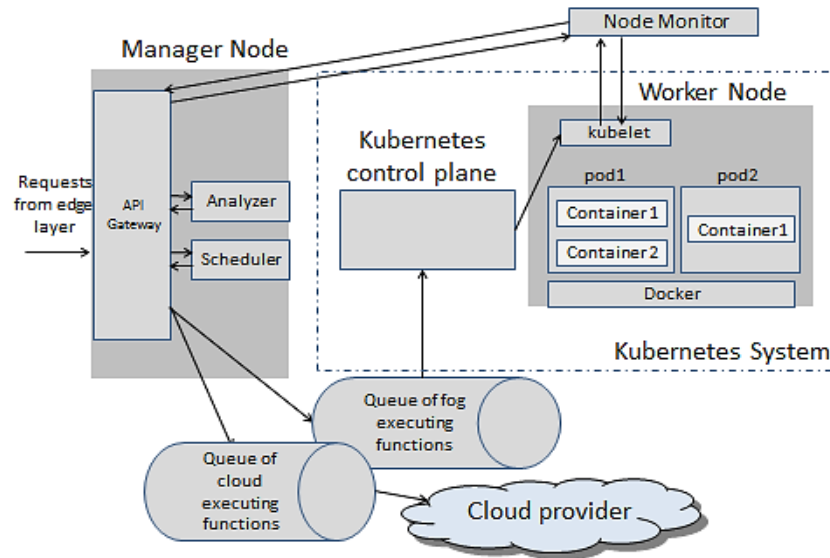 Node Monitor
Manager Node
Worker Node
kubelet
Kubernetes
control plane
pod1
pod2
Requests
from edge
layer
API
Gateway
Analyzer
Container1
Container1
Container2
Scheduler
Docker
Kubernetes System
Queue of fog
executing
functions
Queue of
cloud
executing
functions
Cloud provider